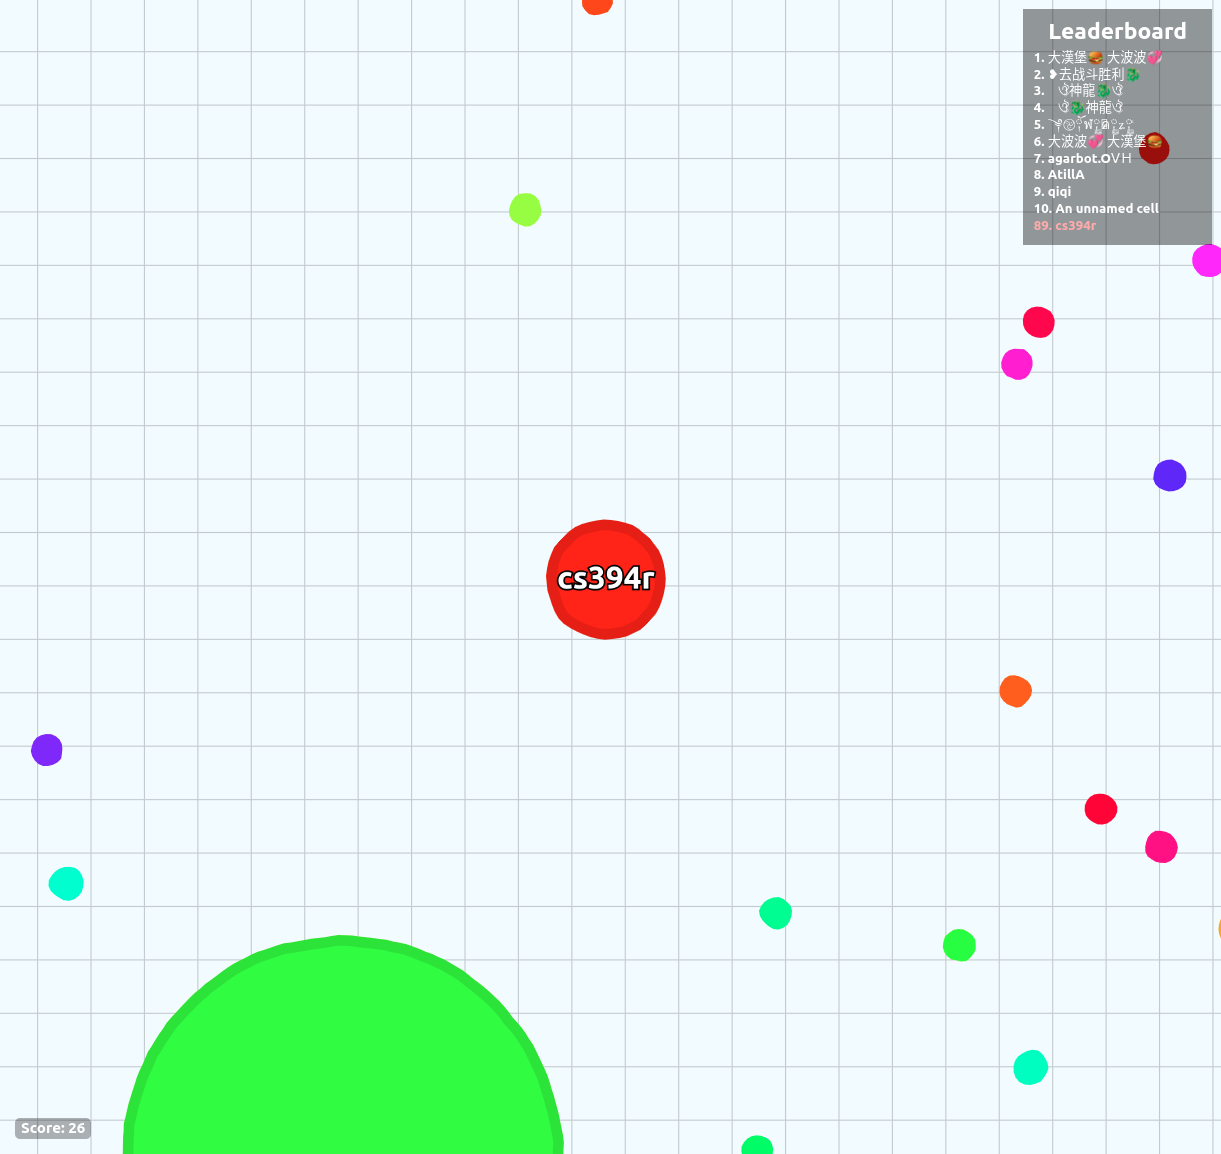 Leaderboard
1. 大漢堡🍔 大波波💞
2. ❥去战斗胜利🐉
3. 神龍🐉
4. 🐉神龍
5.
6. 大波波💞 大漢堡🍔
7. agarbot.OVH
8. AtillA
9. qiqi
10. An unnamed cell
89. cs394r
cs394r
Score: 26